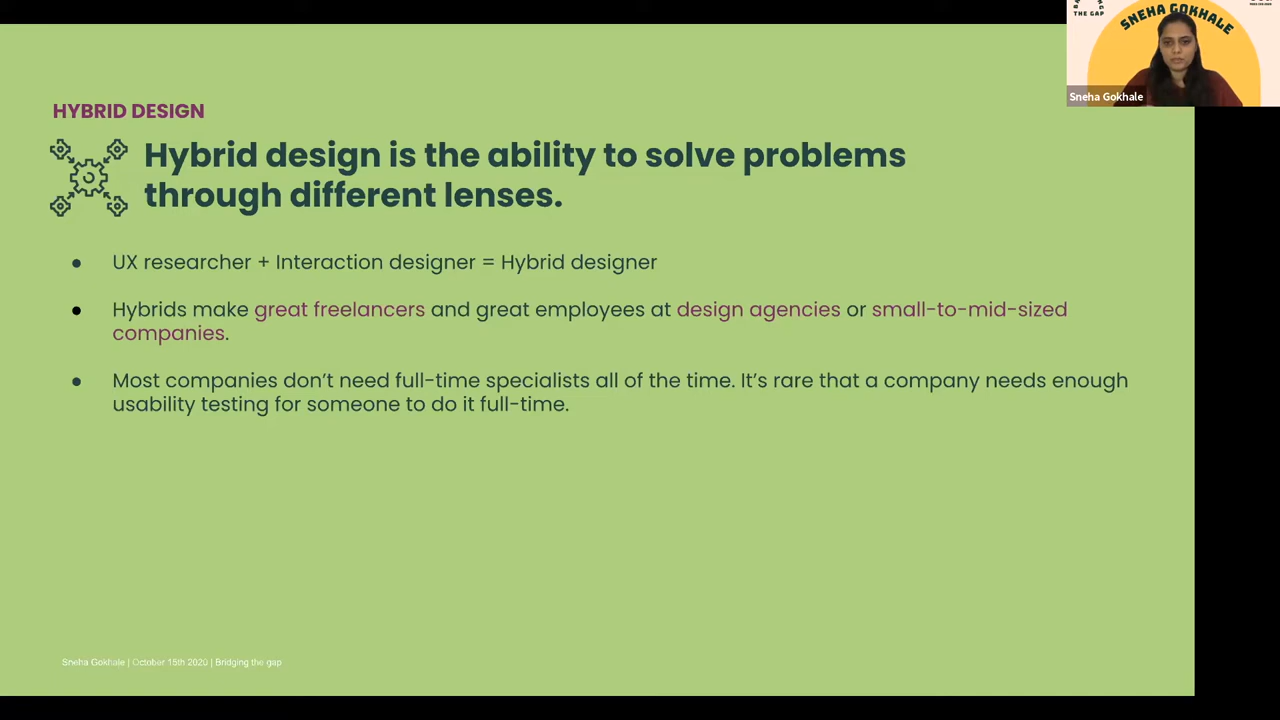 THE GAP
SNEHA GOKHALE
Sneha Gokhale
HYBRID DESIGN
Hybrid design is the ability to solve problems
through different lenses.
● UX researcher + Interaction designer = Hybrid designer
● Hybrids make great freelancers and great employees at design agencies or small-to-mid-sized
companies.
● Most companies don’t need full-time specialists all of the time. It’s rare that a company needs enough
usability testing for someone to do it full-time.
Sneha Gokhale | October 15th 2020 | Bridging the gap